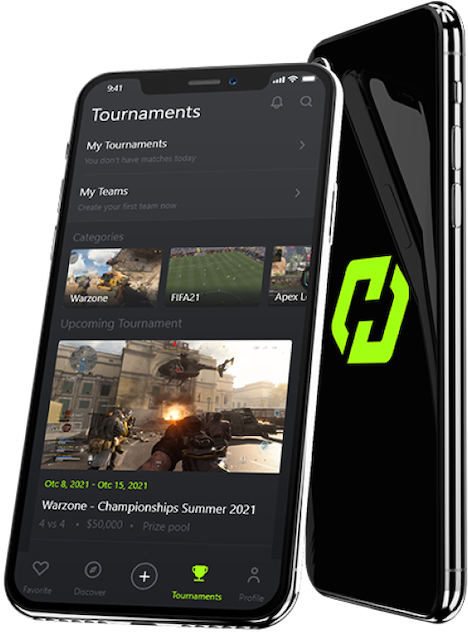 9:41
Tournaments
My Tournaments
You don't have matches today
My Teams
Create your first team now
Categories
Warzone
FIFA21
Apex L
Upcoming Tournament
Otc 8, 2021 - Otc 15, 2021
Warzone - Championships Summer 2021
4 vs 4 • $50,000 • Prize pool
Favorite
Discover
Tournaments
Profile